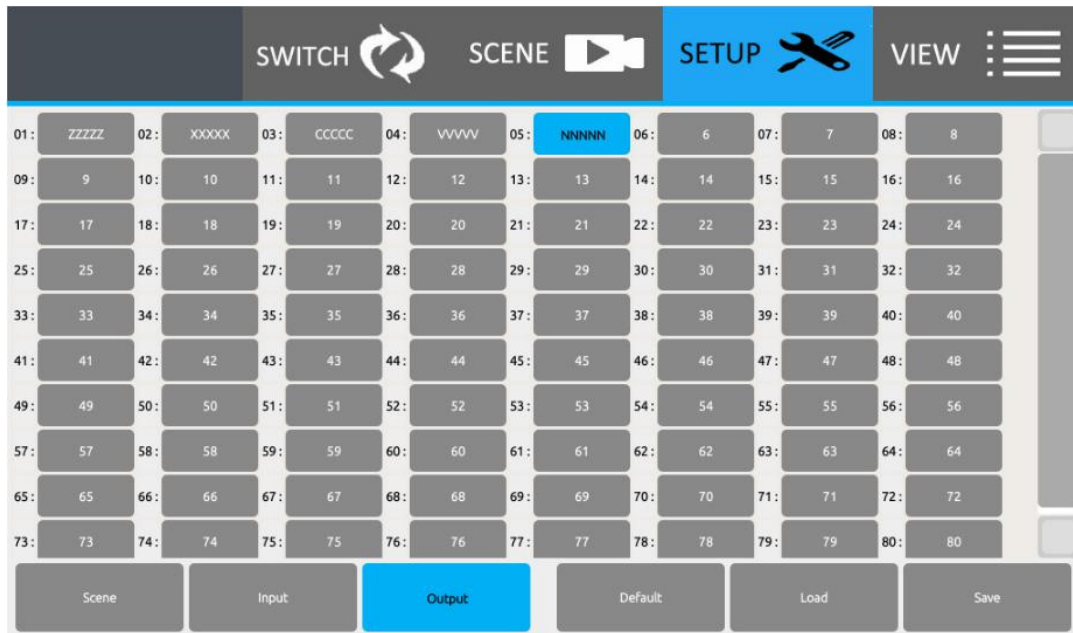 SWITCH SCENE SETUP VIEW
01: ZZZZZ 02: XXXXX 03: CCCCC 04: VVVVV 05: NNNNN 06: 6 07: 7 08: 8
09: 9 10: 10 11: 11 12: 12 13: 13 14: 14 15: 15 16: 16
17: 17 18: 18 19: 19 20: 20 21: 21 22: 22 23: 23 24: 24
25: 25 26: 26 27: 27 28: 28 29: 29 30: 30 31: 31 32: 32
33: 33 34: 34 35: 35 36: 36 37: 37 38: 38 39: 39 40: 40
41: 41 42: 42 43: 43 44: 44 45: 45 46: 46 47: 47 48: 48
49: 49 50: 50 51: 51 52: 52 53: 53 54: 54 55: 55 56: 56
57: 57 58: 58 59: 59 60: 60 61: 61 62: 62 63: 63 64: 64
65: 65 66: 66 67: 67 68: 68 69: 69 70: 70 71: 71 72: 72
73: 73 74: 74 75: 75 76: 76 77: 77 78: 78 79: 79 80: 80
Scene Input Output Default Load Save